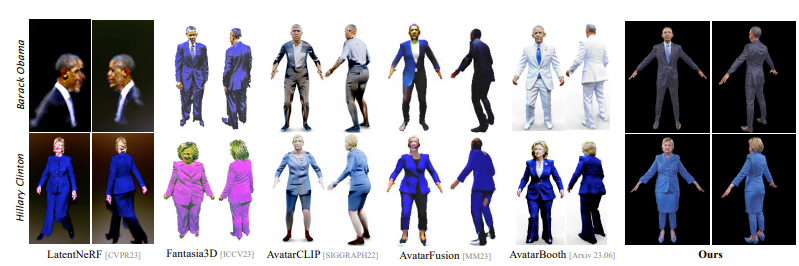 Barack Obama
Hillary Clinton
LatentNeRF [CVPR23] Fantasia3D [ICCV23] AvatarCLIP [SIGGRAPH22] AvatarFusion [MM23] AvatarBooth [Arxiv 23.06] Ours